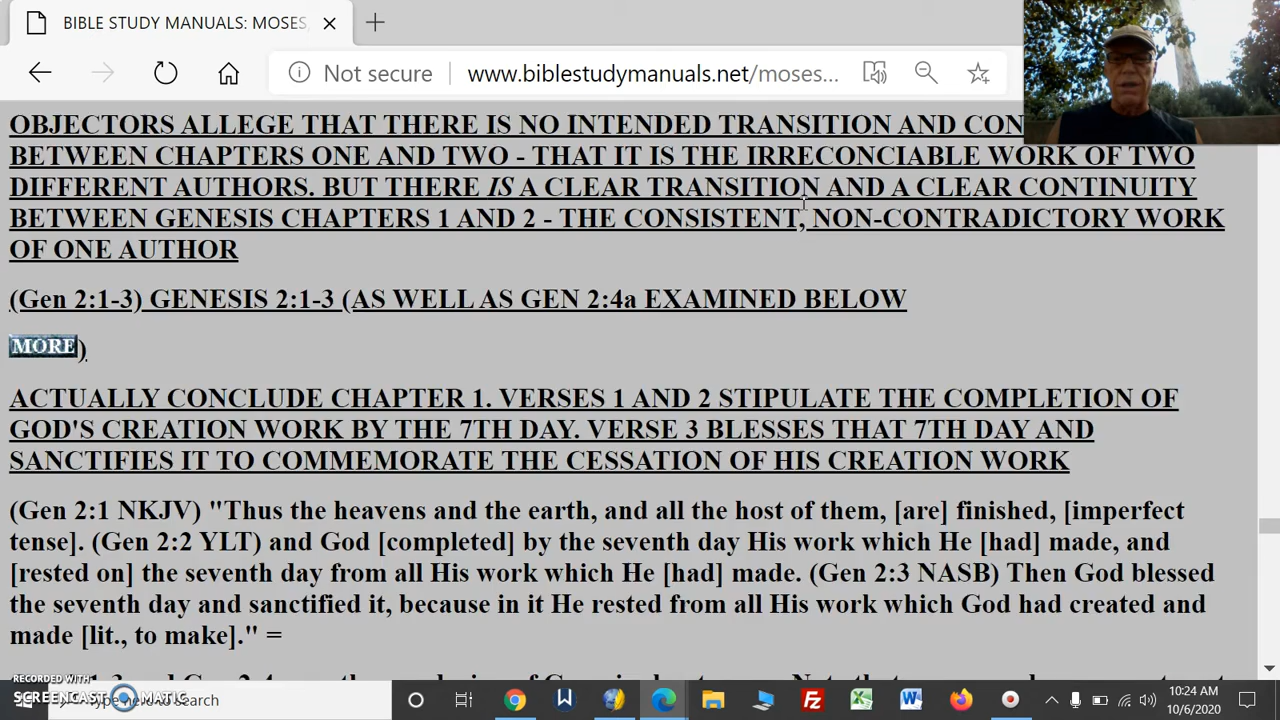 BIBLE STUDY MANUALS: MOSES,
Not secure
www.biblestudymanuals.net/moses...
OBJECTORS ALLEGE THAT THERE IS NO INTENDED TRANSITION AND CON
BETWEEN CHAPTERS ONE AND TWO - THAT IT IS THE IRRECONCIABLE WORK OF TWO
DIFFERENT AUTHORS. BUT THERE IS A CLEAR TRANSITION AND A CLEAR CONTINUITY
BETWEEN GENESIS CHAPTERS 1 AND 2 - THE CONSISTENT, NON-CONTRADICTORY WORK
OF ONE AUTHOR
(Gen 2:1-3) GENESIS 2:1-3 (AS WELL AS GEN 2:4a EXAMINED BELOW
MORE)
ACTUALLY CONCLUDE CHAPTER 1. VERSES 1 AND 2 STIPULATE THE COMPLETION OF
GOD'S CREATION WORK BY THE 7TH DAY. VERSE 3 BLESSES THAT 7TH DAY AND
SANCTIFIES IT TO COMMEMORATE THE CESSATION OF HIS CREATION WORK
(Gen 2:1 NKJV) "Thus the heavens and the earth, and all the host of them, [are] finished, [imperfect
tense]. (Gen 2:2 YLT) and God [completed] by the seventh day His work which He [had] made, and
[rested on] the seventh day from all His work which He [had] made. (Gen 2:3 NASB) Then God blessed
the seventh day and sanctified it, because in it He rested from all His work which God had created and
made [lit., to make]." =
RECORDED WITH
SCREENCAST MATIC
Type here to search
10:24 AM
10/6/2020